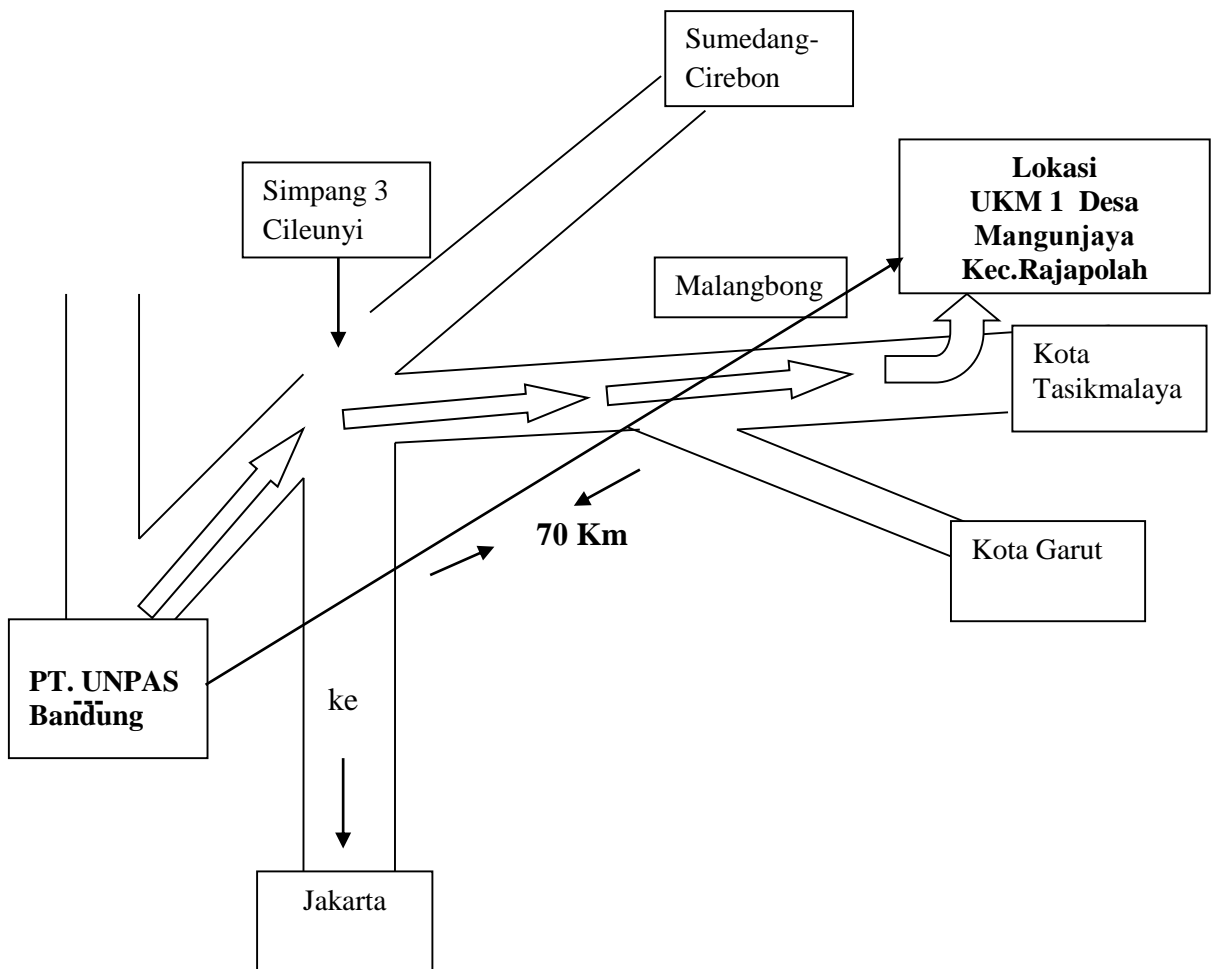 Sumedang-
Cirebon
Simpang 3
Cileunyi
Lokasi
UKM 1  Desa
Mangunjaya
Kec.Rajapolah
Malangbong
Kota
Tasikmalaya
70 Km
Kota Garut
PT. UNPAS
Bandung
ke
Jakarta